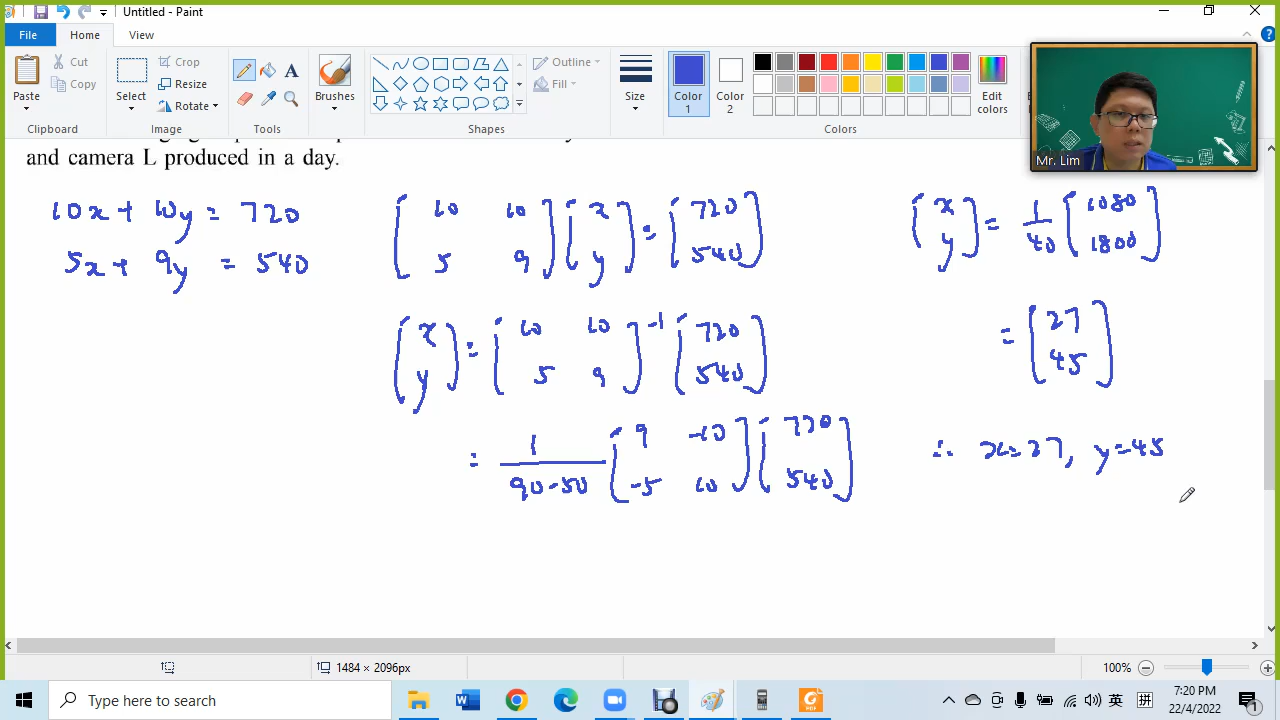 Untitled - Paint
File Home View
Paste
Cut
Copy
Clipboard
Select
Crop
Resize
Rotate
Image
Tools
Brushes
Shapes
Outline
Fill
Size
Color 1
Color 2
Edit colors
Colors
Mr. Lim
and camera L produced in a day.
10x + 10y = 720
5x + 9y = 540
[10 10
5 9] [x
y] = [720
540]
[x
y] = [10 10
5 9]⁻¹ [720
540]
= 1
90-50 [9 -10
-5 10] [720
540]
[x
y] = 1
40 [1080
1800]
= [27
45]
∴ x=27, y=45
1484 × 2096px
100%
Type here to search
英
拼
7:20 PM
22/4/2022
1